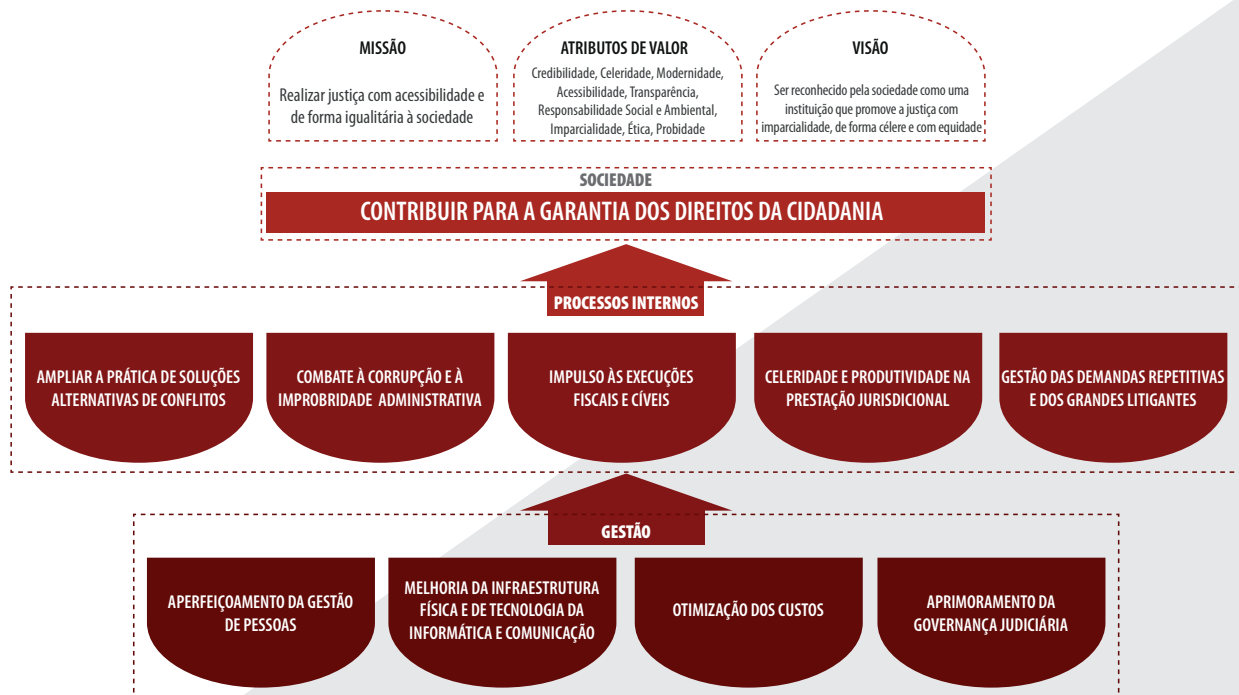 MISSÃO
Realizar justiça com acessibilidade e
de forma igualitária à sociedade
ATRIBUTOS DE VALOR
Credibilidade, Celeridade, Modernidade,
Acessibilidade, Transparência,
Responsabilidade Social e Ambiental,
Imparcialidade, Ética, Probidade
VISÃO
Ser reconhecido pela sociedade como uma
instituição que promove a justiça com
imparcialidade, de forma célere e com equidade
SOCIEDADE
CONTRIBUIR PARA A GARANTIA DOS DIREITOS DA CIDADANIA
PROCESSOS INTERNOS
AMPLIAR A PRÁTICA DE SOLUÇÕES
ALTERNATIVAS DE CONFLITOS
COMBATE À CORRUPÇÃO E À
IMPROBRIDADE ADMINISTRATIVA
IMPULSO ÀS EXECUÇÕES
FISCAIS E CÍVEIS
CELERIDADE E PRODUTIVIDADE NA
PRESTAÇÃO JURISDICIONAL
GESTÃO DAS DEMANDAS REPETITIVAS
E DOS GRANDES LITIGANTES
GESTÃO
APERFEIÇOAMENTO DA GESTÃO
DE PESSOAS
MELHORIA DA INFRAESTRUTURA
FÍSICA E DE TECNOLOGIA DA
INFORMÁTICA E COMUNICAÇÃO
OTIMIZAÇÃO DOS CUSTOS
APRIMORAMENTO DA
GOVERNANÇA JUDICIÁRIA